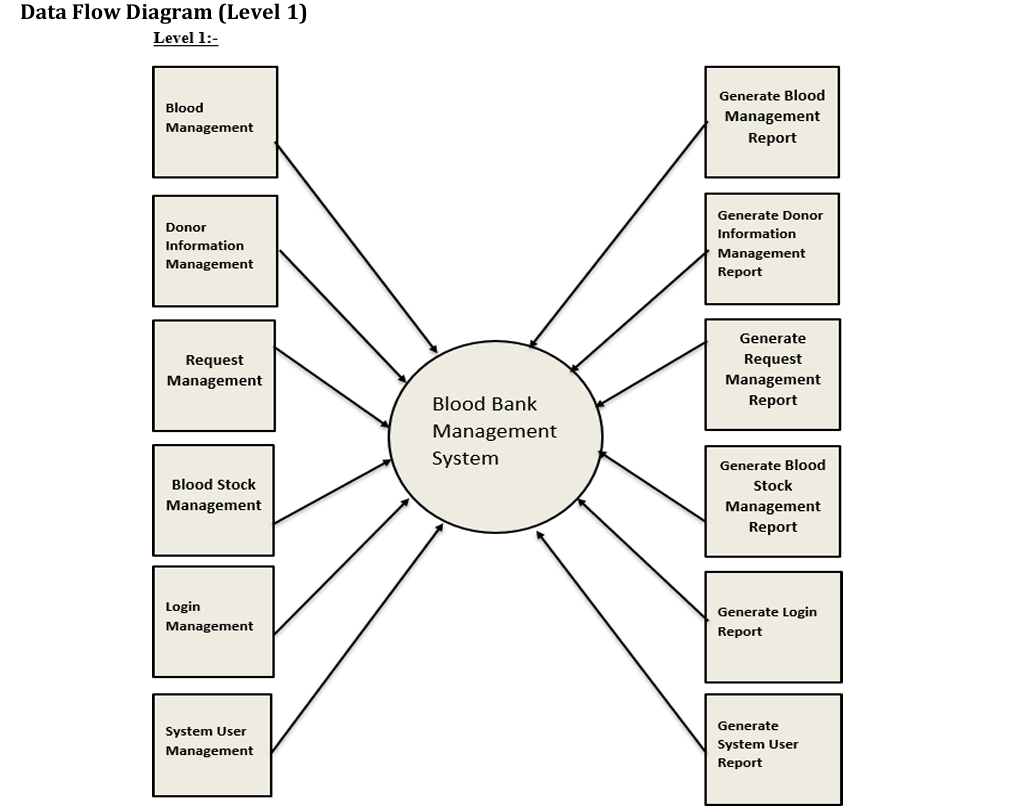 Data Flow Diagram (Level 1)
Level 1:-
Blood
Management
Donor
Information
Management
Request
Management
Blood Stock
Management
Login
Management
System User
Management
Blood Bank
Management
System
Generate Blood
Management
Report
Generate Donor
Information
Management
Report
Generate
Request
Management
Report
Generate Blood
Stock
Management
Report
Generate Login
Report
Generate
System User
Report